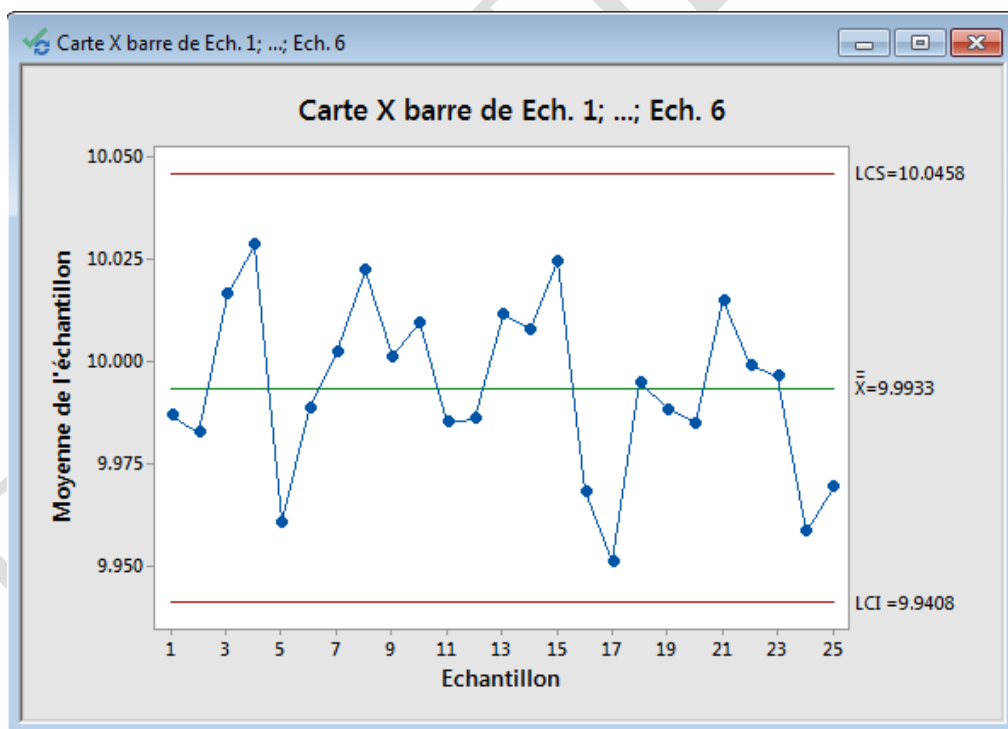 Carte X barre de Ech. 1; ...; Ech. 6
Carte X barre de Ech. 1; ...; Ech. 6
Moyenne de l'échantillon
10.050
10.025
10.000
9.975
9.950
LCS=10.0458
X̿=9.9933
LCI =9.9408
1 3 5 7 9 11 13 15 17 19 21 23 25
Echantillon